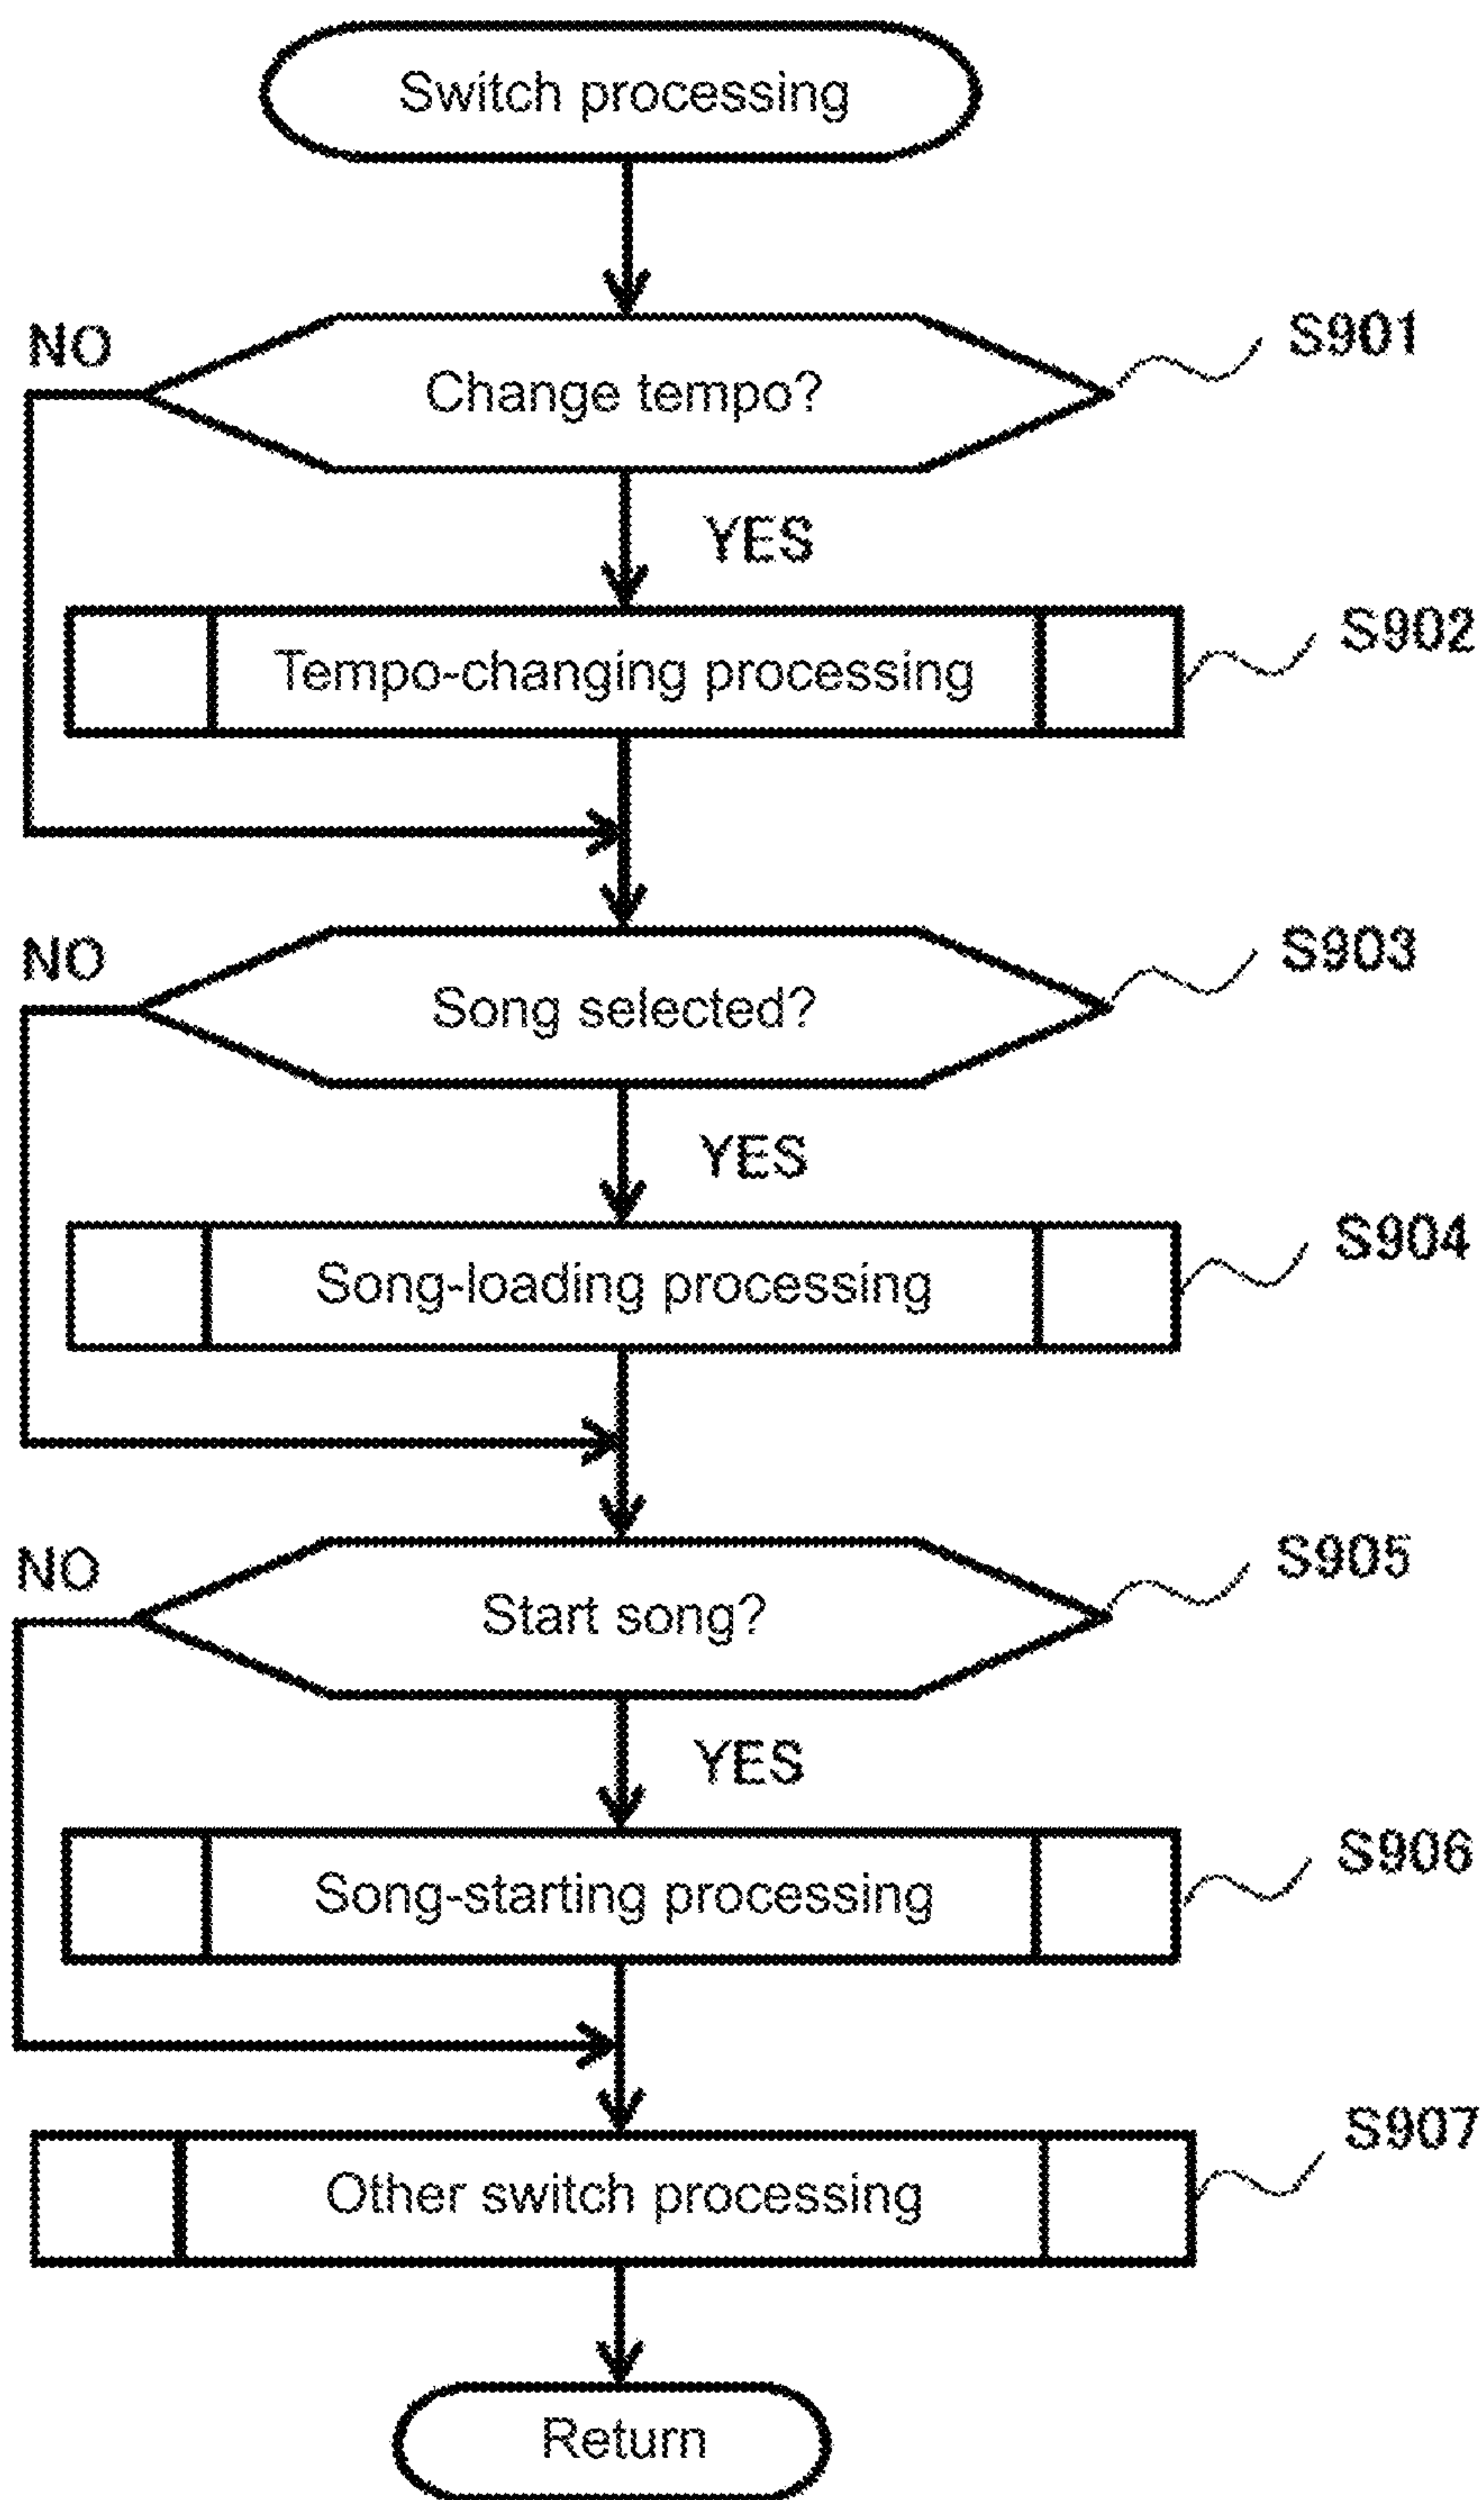 Switch processing
NO
S901
Change tempo?
YES
S902
Tempo-changing processing
NO
S903
Song selected?
YES
S904
Song-loading processing
NO
S905
Start song?
YES
S906
Song-starting processing
S907
Other switch processing
Return